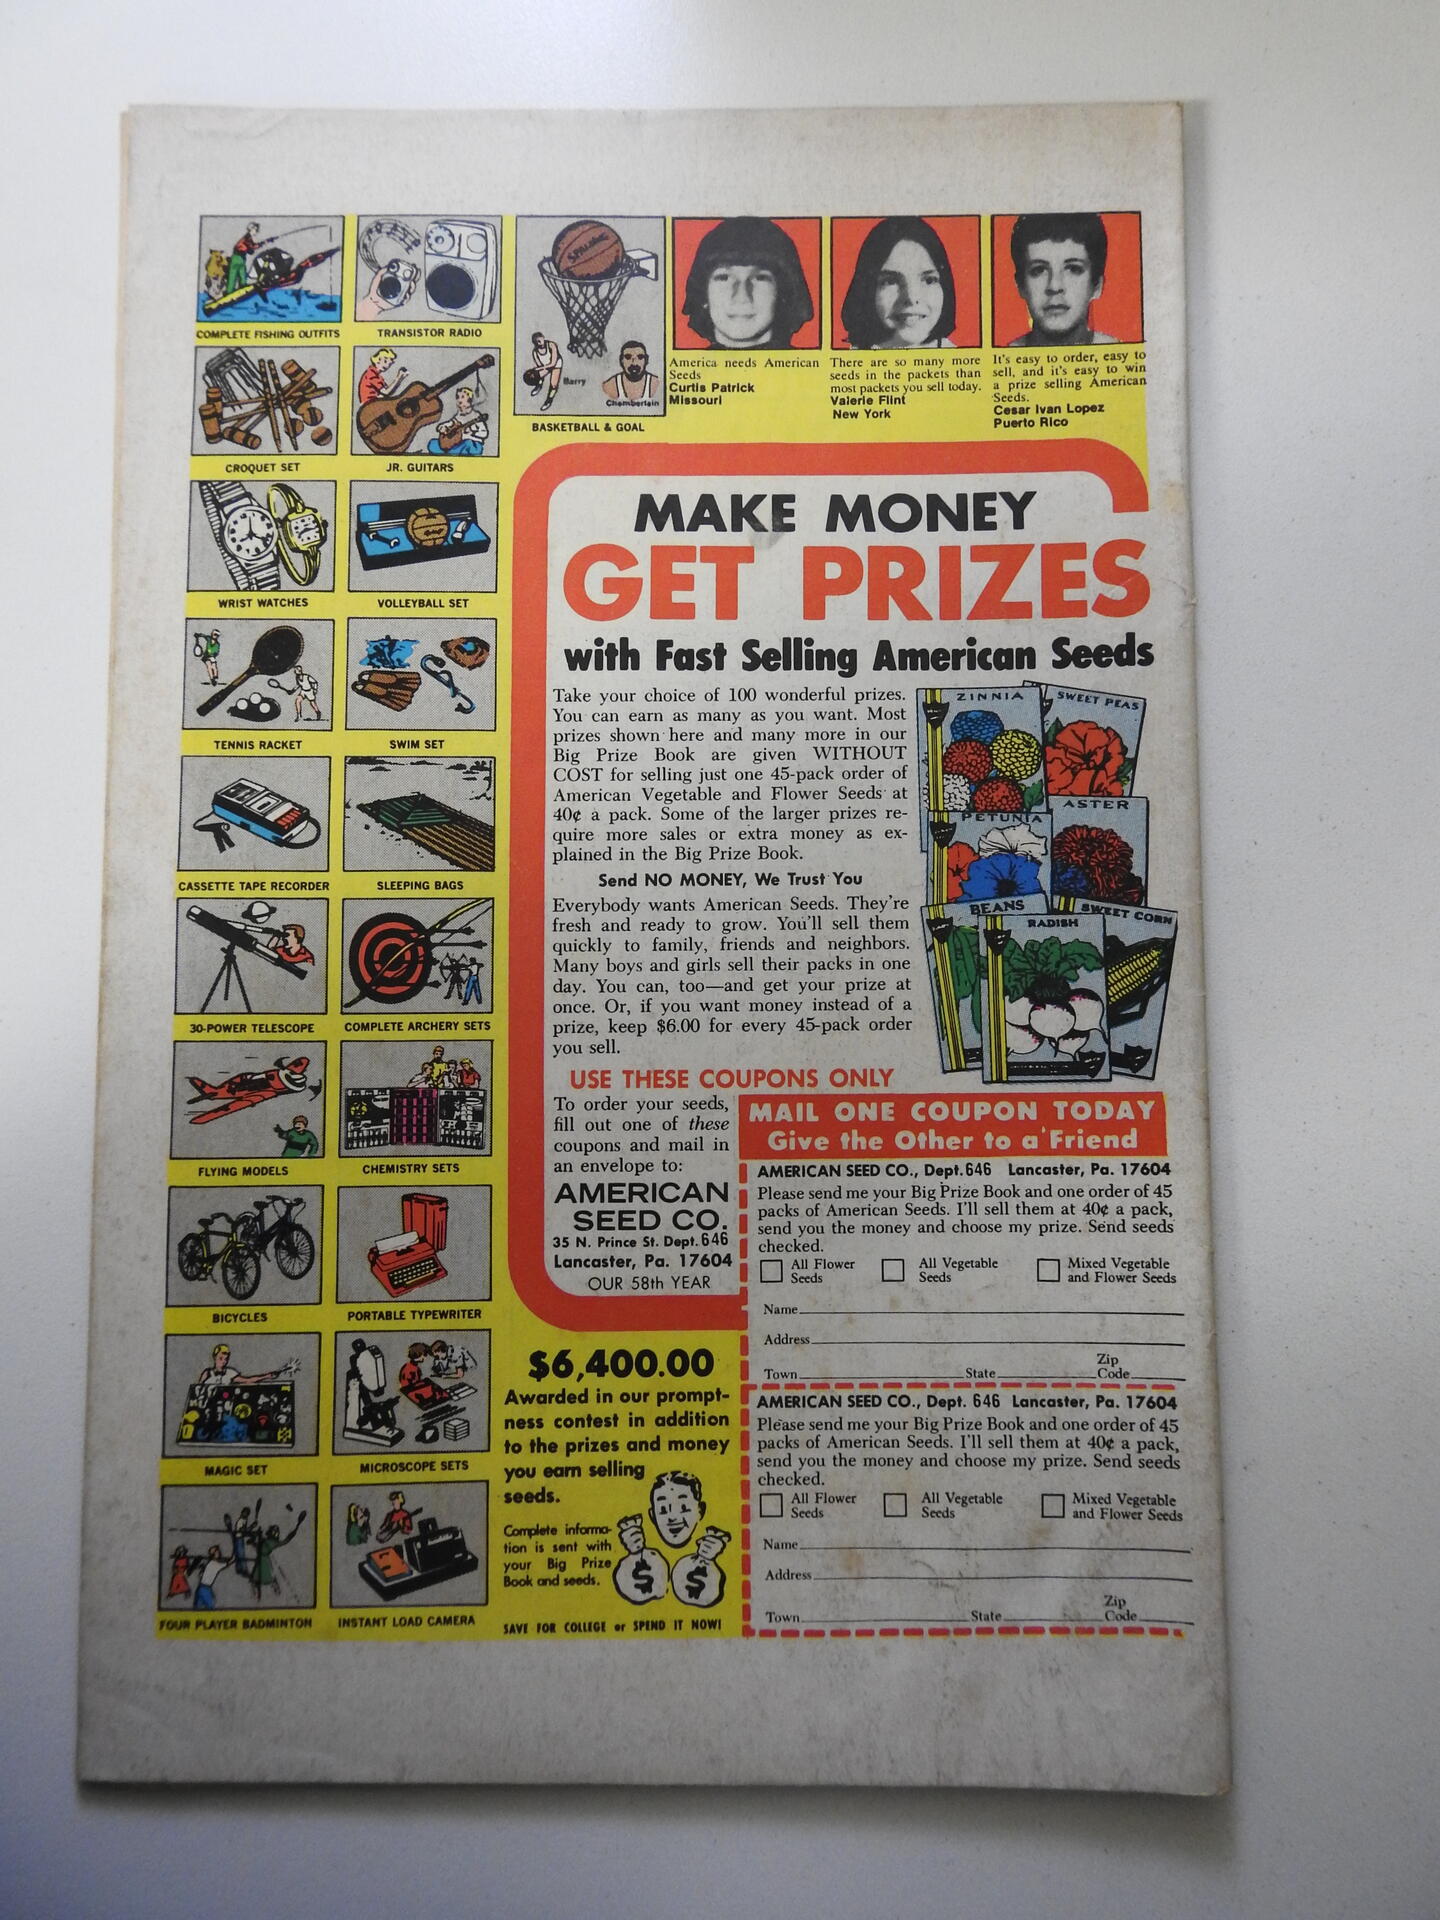 COMPLETE FISHING OUTFITS
TRANSISTOR RADIO
CROQUET SET
JR. GUITARS
WRIST WATCHES
VOLLEYBALL SET
TENNIS RACKET
SWIM SET
CASSETTE TAPE RECORDER
SLEEPING BAGS
30-POWER TELESCOPE
COMPLETE ARCHERY SETS
FLYING MODELS
CHEMISTRY SETS
BICYCLES
PORTABLE TYPEWRITER
MAGIC SET
MICROSCOPE SETS
FOUR PLAYER BADMINTON
INSTANT LOAD CAMERA
SPALDING
Barry
Chamberlain
BASKETBALL & GOAL
America needs American
Seeds
Curtis Patrick
Missouri
There are so many more
seeds in the packets than
most packets you sell today.
Valerie Flint
New York
It's easy to order, easy to
sell, and it's easy to win
a prize selling American
Seeds.
Cesar Ivan Lopez
Puerto Rico
MAKE MONEY
GET PRIZES
with Fast Selling American Seeds
Take your choice of 100 wonderful prizes.
You can earn as many as you want. Most
prizes shown here and many more in our
Big Prize Book are given WITHOUT
COST for selling just one 45-pack order of
American Vegetable and Flower Seeds at
40¢ a pack. Some of the larger prizes re-
quire more sales or extra money as ex-
plained in the Big Prize Book.
Send NO MONEY, We Trust You
Everybody wants American Seeds. They're
fresh and ready to grow. You'll sell them
quickly to family, friends and neighbors.
Many boys and girls sell their packs in one
day. You can, too—and get your prize at
once. Or, if you want money instead of a
prize, keep $6.00 for every 45-pack order
you sell.
ZINNIA
SWEET PEAS
PETUNIA
ASTER
BEANS
RADISH
SWEET CORN
USE THESE COUPONS ONLY
To order your seeds,
fill out one of these
coupons and mail in
an envelope to:
AMERICAN
SEED CO.
35 N. Prince St. Dept. 646
Lancaster, Pa. 17604
OUR 58th YEAR
$6,400.00
Awarded in our prompt-
ness contest in addition
to the prizes and money
you earn selling
seeds.
Complete informa-
tion is sent with
your Big Prize
Book and seeds.
$ $
SAVE FOR COLLEGE or SPEND IT NOW!
MAIL ONE COUPON TODAY
Give the Other to a Friend
AMERICAN SEED CO., Dept. 646 Lancaster, Pa. 17604
Please send me your Big Prize Book and one order of 45
packs of American Seeds. I'll sell them at 40¢ a pack,
send you the money and choose my prize. Send seeds
checked.
All Flower Seeds
All Vegetable Seeds
Mixed Vegetable and Flower Seeds
Name
Address
Town State Zip Code
AMERICAN SEED CO., Dept. 646 Lancaster, Pa. 17604
Please send me your Big Prize Book and one order of 45
packs of American Seeds. I'll sell them at 40¢ a pack,
send you the money and choose my prize. Send seeds
checked.
All Flower Seeds
All Vegetable Seeds
Mixed Vegetable and Flower Seeds
Name
Address
Town State Zip Code